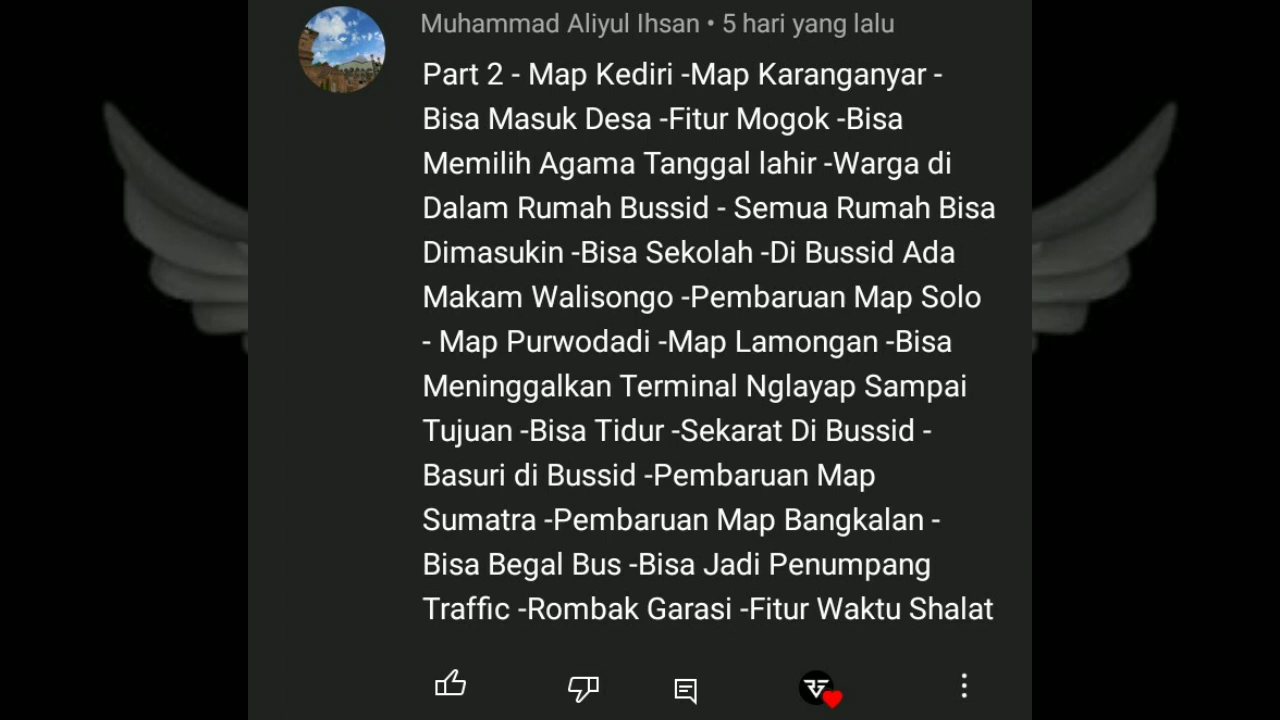 Muhammad Aliyul Ihsan • 5 hari yang lalu
Part 2 - Map Kediri -Map Karanganyar -
Bisa Masuk Desa -Fitur Mogok -Bisa
Memilih Agama Tanggal lahir -Warga di
Dalam Rumah Bussid - Semua Rumah Bisa
Dimasukin -Bisa Sekolah -Di Bussid Ada
Makam Walisongo -Pembaruan Map Solo
- Map Purwodadi -Map Lamongan -Bisa
Meninggalkan Terminal Nglayap Sampai
Tujuan -Bisa Tidur -Sekarat Di Bussid -
Basuri di Bussid -Pembaruan Map
Sumatra -Pembaruan Map Bangkalan -
Bisa Begal Bus -Bisa Jadi Penumpang
Traffic -Rombak Garasi -Fitur Waktu Shalat